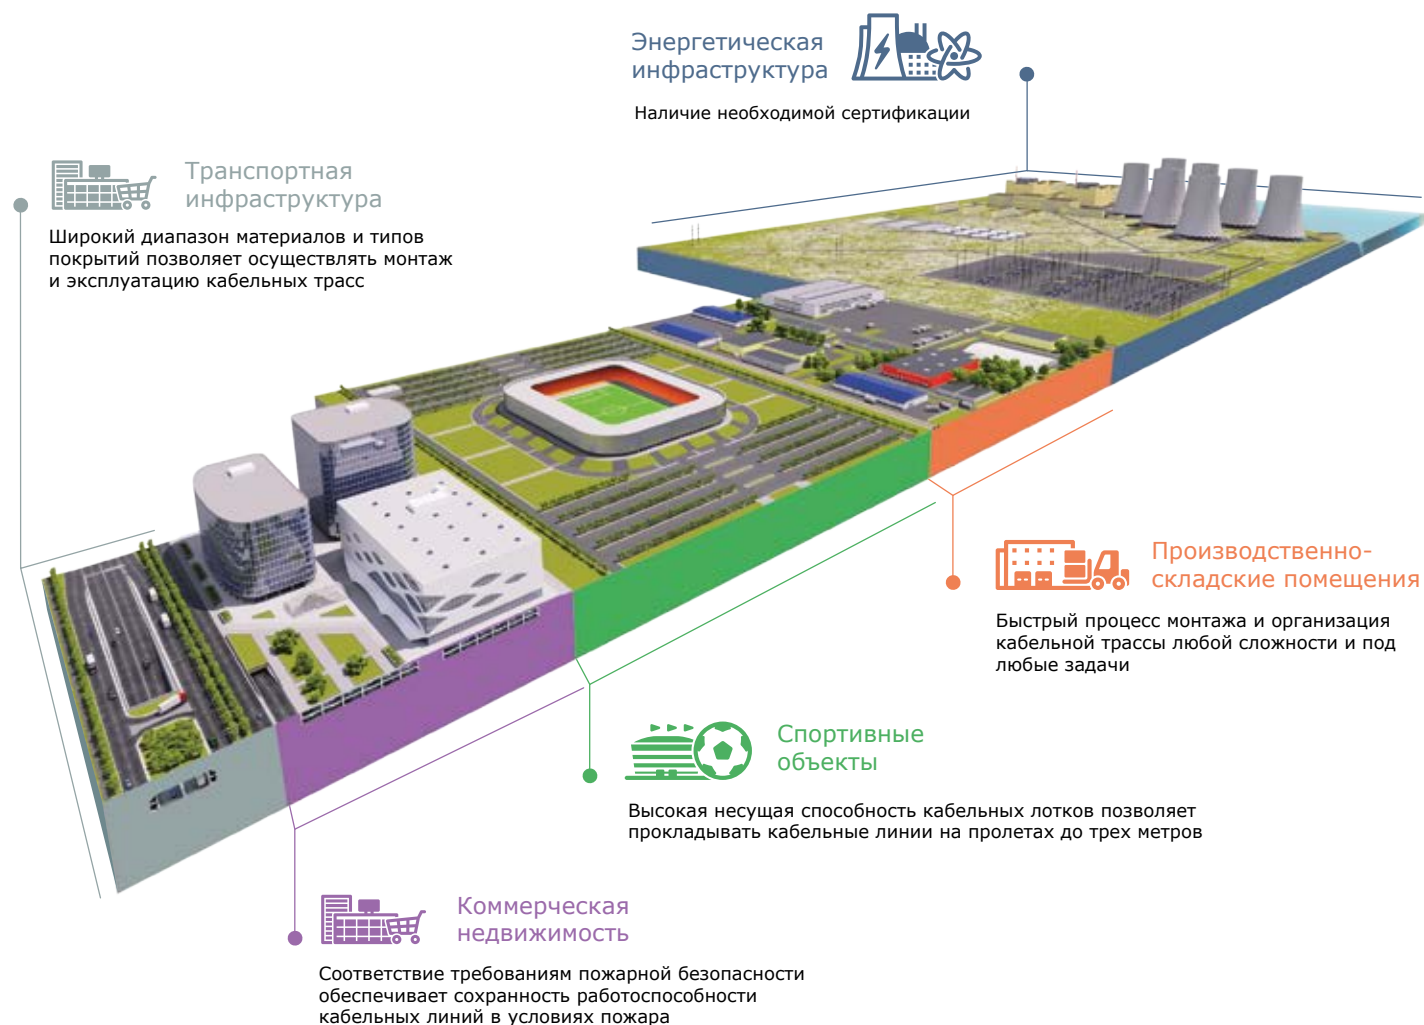 Энергетическая
инфраструктура
Наличие необходимой сертификации
Транспортная
инфраструктура
Широкий диапазон материалов и типов
покрытий позволяет осуществлять монтаж
и эксплуатацию кабельных трасс
Производственно-
складские помещения
Быстрый процесс монтажа и организация
кабельной трассы любой сложности и под
любые задачи
Спортивные
объекты
Высокая несущая способность кабельных лотков позволяет
прокладывать кабельные линии на пролетах до трех метров
Коммерческая
недвижимость
Соответствие требованиям пожарной безопасности
обеспечивает сохранность работоспособности
кабельных линий в условиях пожара